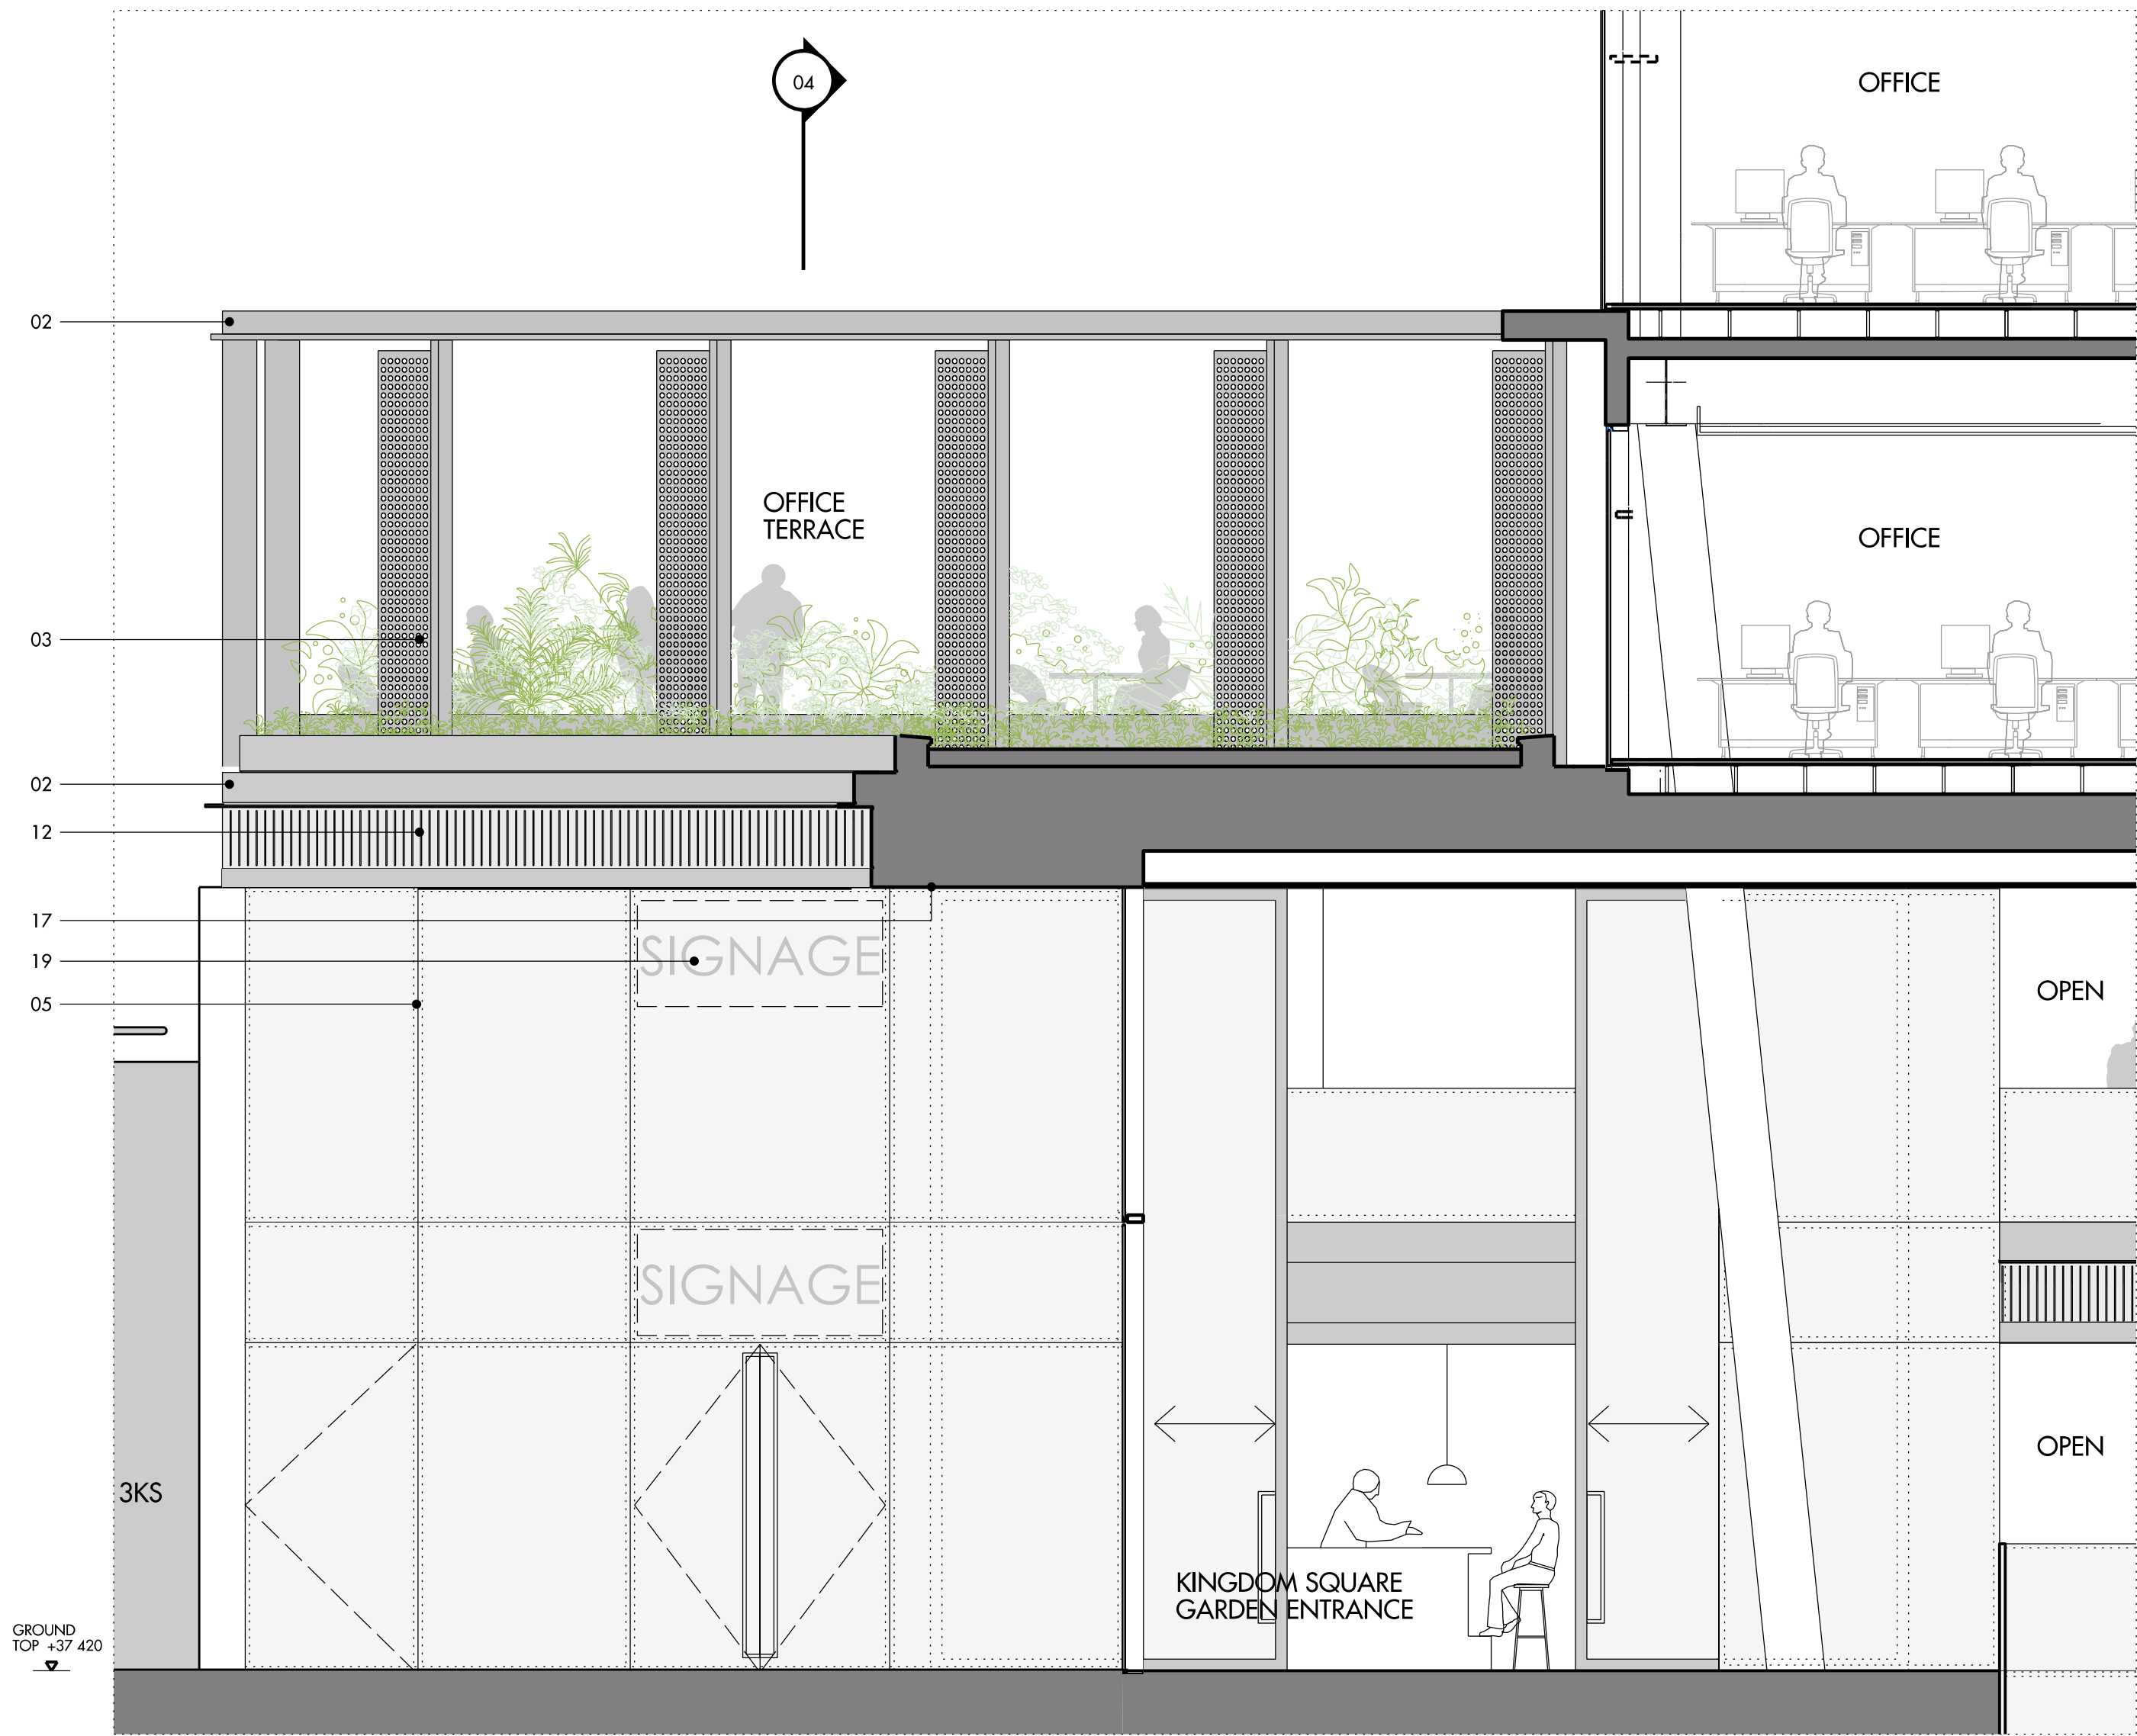 04
OFFICE
02
OFFICE
TERRACE
OFFICE
03
02
12
17
19
SIGNAGE
05
OPEN
SIGNAGE
OPEN
3KS
KINGDOM SQUARE
GARDEN ENTRANCE
GROUND
TOP +37 420